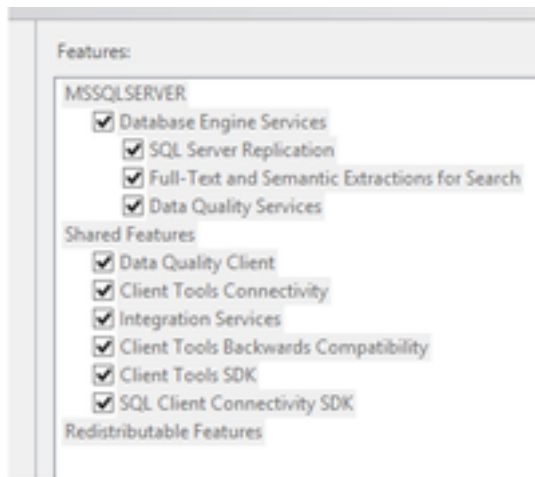 Features:
MSSQLSERVER
Database Engine Services
SQL Server Replication
Full-Text and Semantic Extractions for Search
Data Quality Services
Shared Features
Data Quality Client
Client Tools Connectivity
Integration Services
Client Tools Backwards Compatibility
Client Tools SDK
SQL Client Connectivity SDK
Redistributable Features